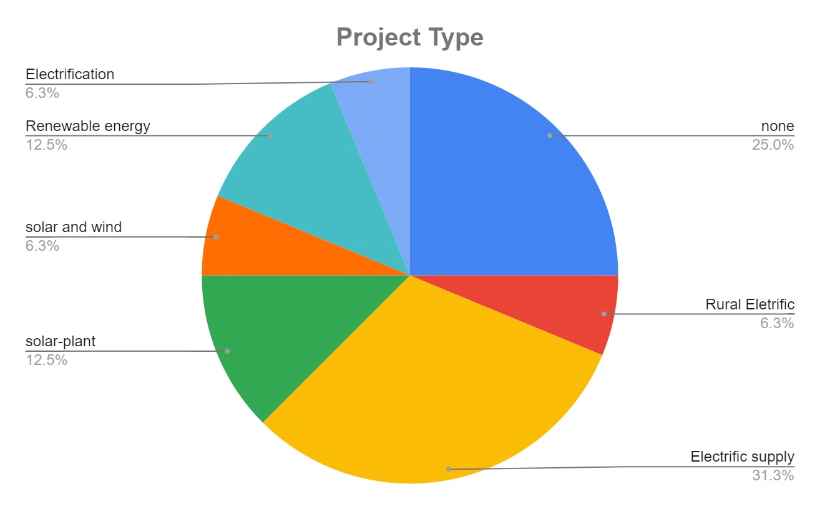 Project Type
Electrification
6.3%
Renewable energy
12.5%
solar and wind
6.3%
solar-plant
12.5%
none
25.0%
Rural Eletrific
6.3%
Electrific supply
31.3%